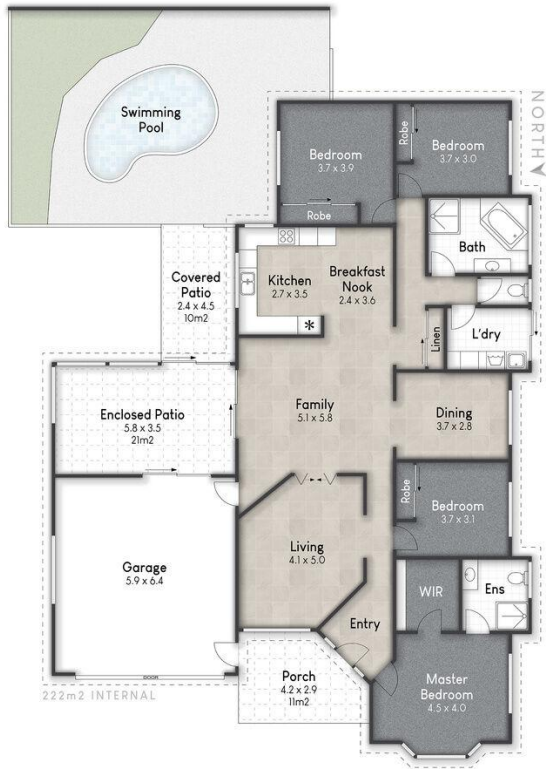 Swimming
Pool
NORTH
Bedroom
3.7 x 3.9
Robe
Robe
Bedroom
3.7 x 3.0
Bath
Covered
Patio
2.4 x 4.5
10m2
Kitchen
2.7 x 3.5
Breakfast
Nook
2.4 x 3.6
*
Linen
L'dry
Enclosed Patio
5.8 x 3.5
21m2
Family
5.1 x 5.8
Dining
3.7 x 2.8
Robe
Bedroom
3.7 x 3.1
Living
4.1 x 5.0
Garage
5.9 x 6.4
WIR
Ens
Entry
Porch
4.2 x 2.9
11m2
Master
Bedroom
4.5 x 4.0
DOOR
222m2 INTERNAL